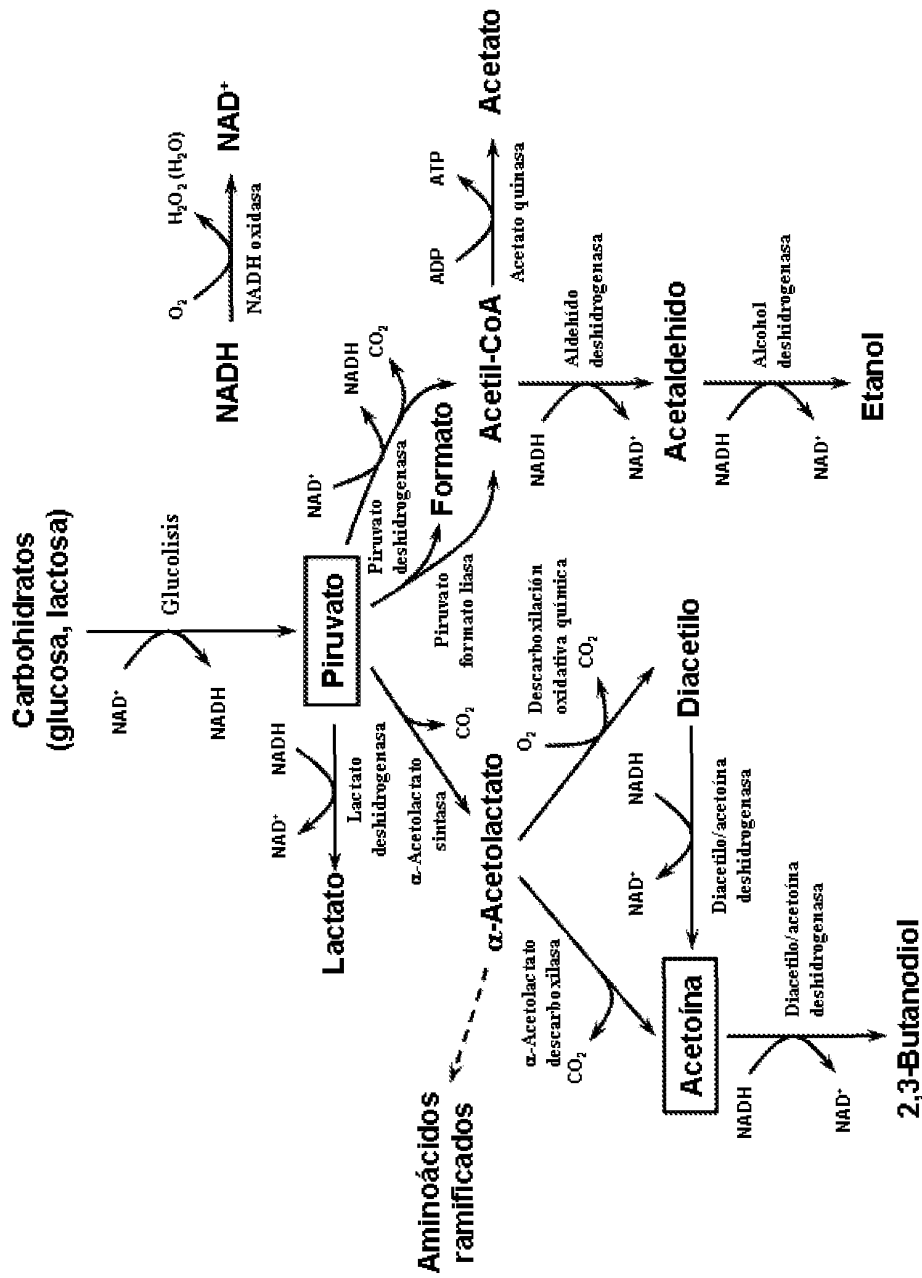 Carbohidratos
(glucosa, lactosa)
NAD⁺
NADH
Glucolisis
O₂
H₂O₂ (H₂O)
NADH
NAD⁺
NADH oxidasa
NADH
NAD⁺
Lactato
Lactato
deshidrogenasa
Piruvato
NAD⁺
NADH
CO₂
Piruvato
deshidrogenasa
Formato
Piruvato
formato liasa
α-Acetolactato
sintasa
CO₂
Aminoácidos
ramificados
α-Acetolactato
Acetil-CoA
ADP
ATP
Acetato quinasa
Acetato
α-Acetolactato
descarboxilasa
CO₂
O₂
Descarboxilación
oxidativa química
CO₂
NADH
NAD⁺
Aldehído
deshidrogenasa
Acetoína
NAD⁺
NADH
Diacetilo/acetoína
deshidrogenasa
Diacetilo
Acetaldehido
NADH
NAD⁺
Diacetilo/acetoína
deshidrogenasa
NADH
NAD⁺
Alcohol
deshidrogenasa
2,3-Butanodiol
Etanol